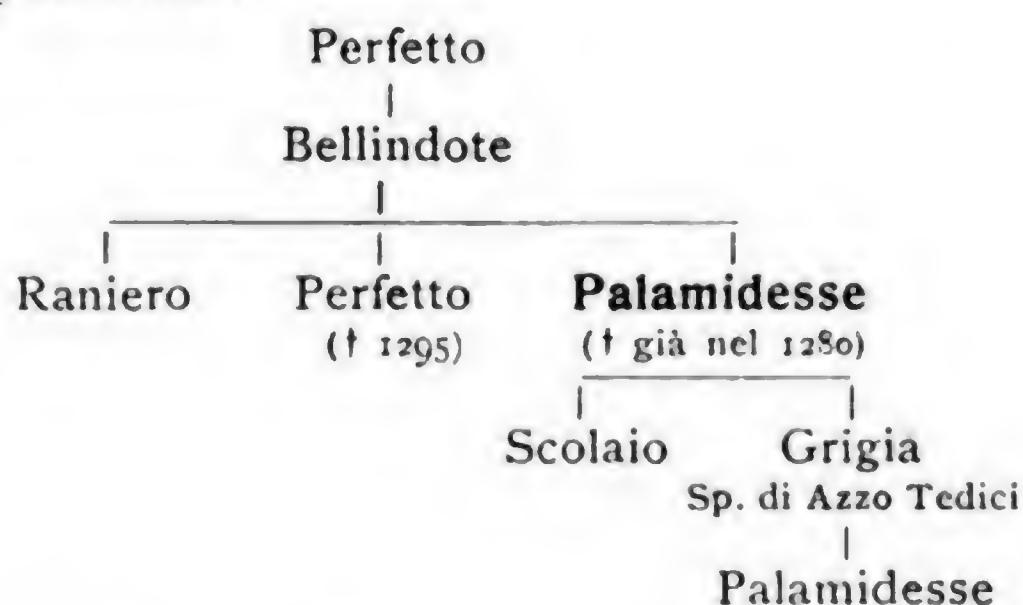 Perfetto
Bellindote
Raniero Perfetto Palamidesse
(† 1295) († già nel 1280)
Scolaio Grigia
Sp. di Azzo Tedici
Palamidesse